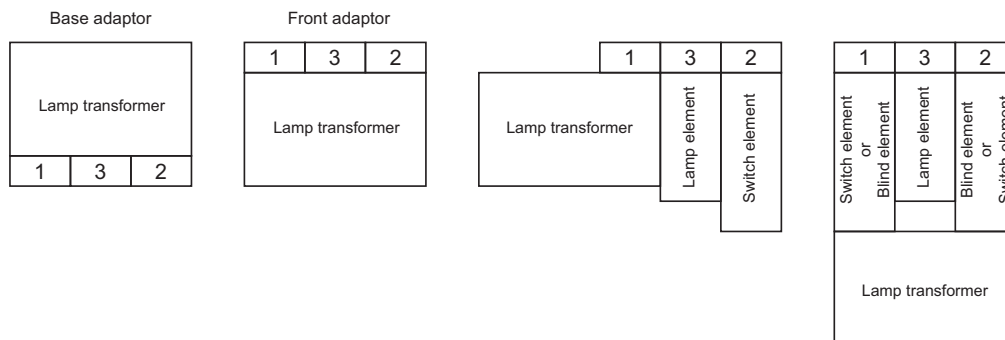 Base adaptor
Lamp transformer
1 3 2
Front adaptor
1 3 2
Lamp transformer
1 3 2
Lamp transformer
Lamp element
Switch element
1 3 2
Switch element
or
Blind element
Lamp element
Blind element
or
Switch element
Lamp transformer